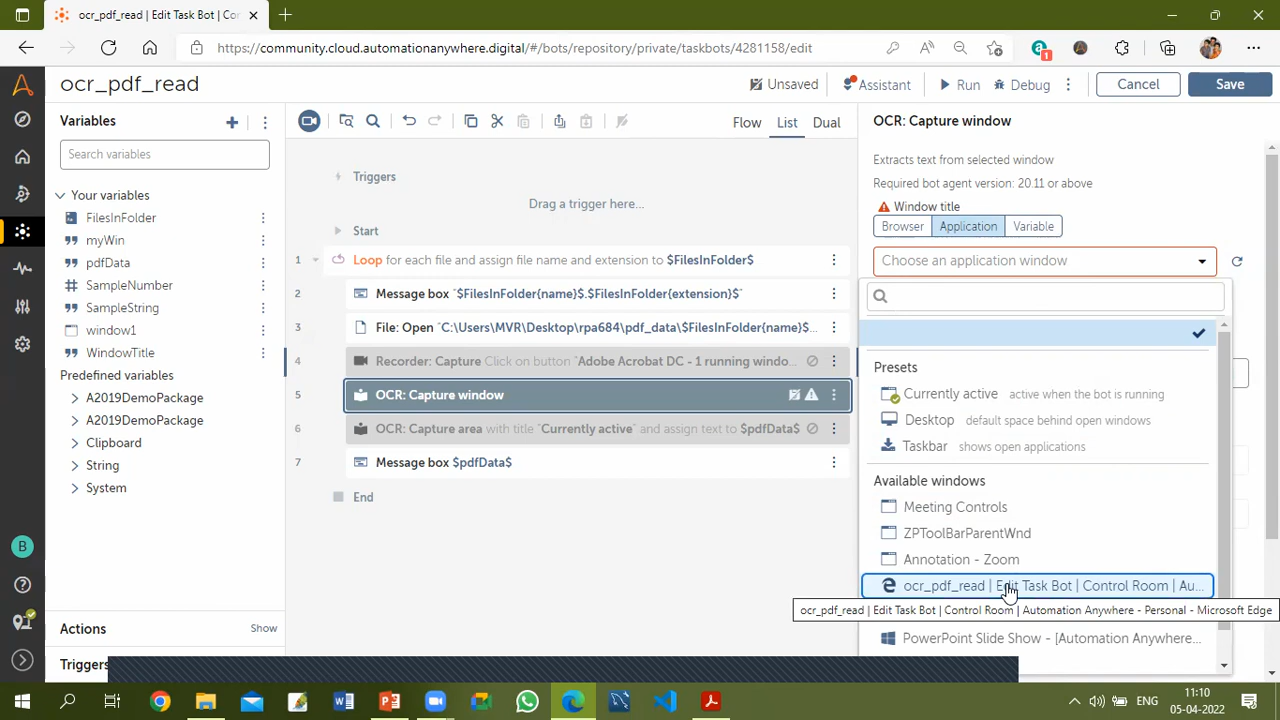 ocr_pdf_read | Edit Task Bot | Co
https://community.cloud.automationanywhere.digital/#/bots/repository/private/taskbots/4281158/edit
1
ocr_pdf_read
Unsaved
Assistant
Run
Debug
Cancel
Save
Variables
Search variables
Your variables
FilesInFolder
myWin
pdfData
SampleNumber
SampleString
window1
WindowTitle
Predefined variables
A2019DemoPackage
A2019DemoPackage
Clipboard
String
System
Actions
Show
Triggers
Flow
List
Dual
Triggers
Drag a trigger here...
Start
1 Loop for each file and assign file name and extension to $FilesInFolder$
2 Message box "$FilesInFolder{name}$.$FilesInFolder{extension}$"
3 File: Open "C:\Users\MVR\Desktop\rpa684\pdf_data\$FilesInFolder{name}$...
4 Recorder: Capture Click on button "Adobe Acrobat DC - 1 running windo...
5 OCR: Capture window
6 OCR: Capture area with title "Currently active" and assign text to $pdfData$
7 Message box $pdfData$
End
OCR: Capture window
Extracts text from selected window
Required bot agent version: 20.11 or above
Window title
Browser
Application
Variable
Choose an application window
Presets
Currently active active when the bot is running
Desktop default space behind open windows
Taskbar shows open applications
Available windows
Meeting Controls
ZPToolBarParentWnd
Annotation - Zoom
ocr_pdf_read | Edit Task Bot | Control Room | Au...
ocr_pdf_read | Edit Task Bot | Control Room | Automation Anywhere - Personal - Microsoft Edge
PowerPoint Slide Show - [Automation Anywhere...
B
ENG
11:10
05-04-2022